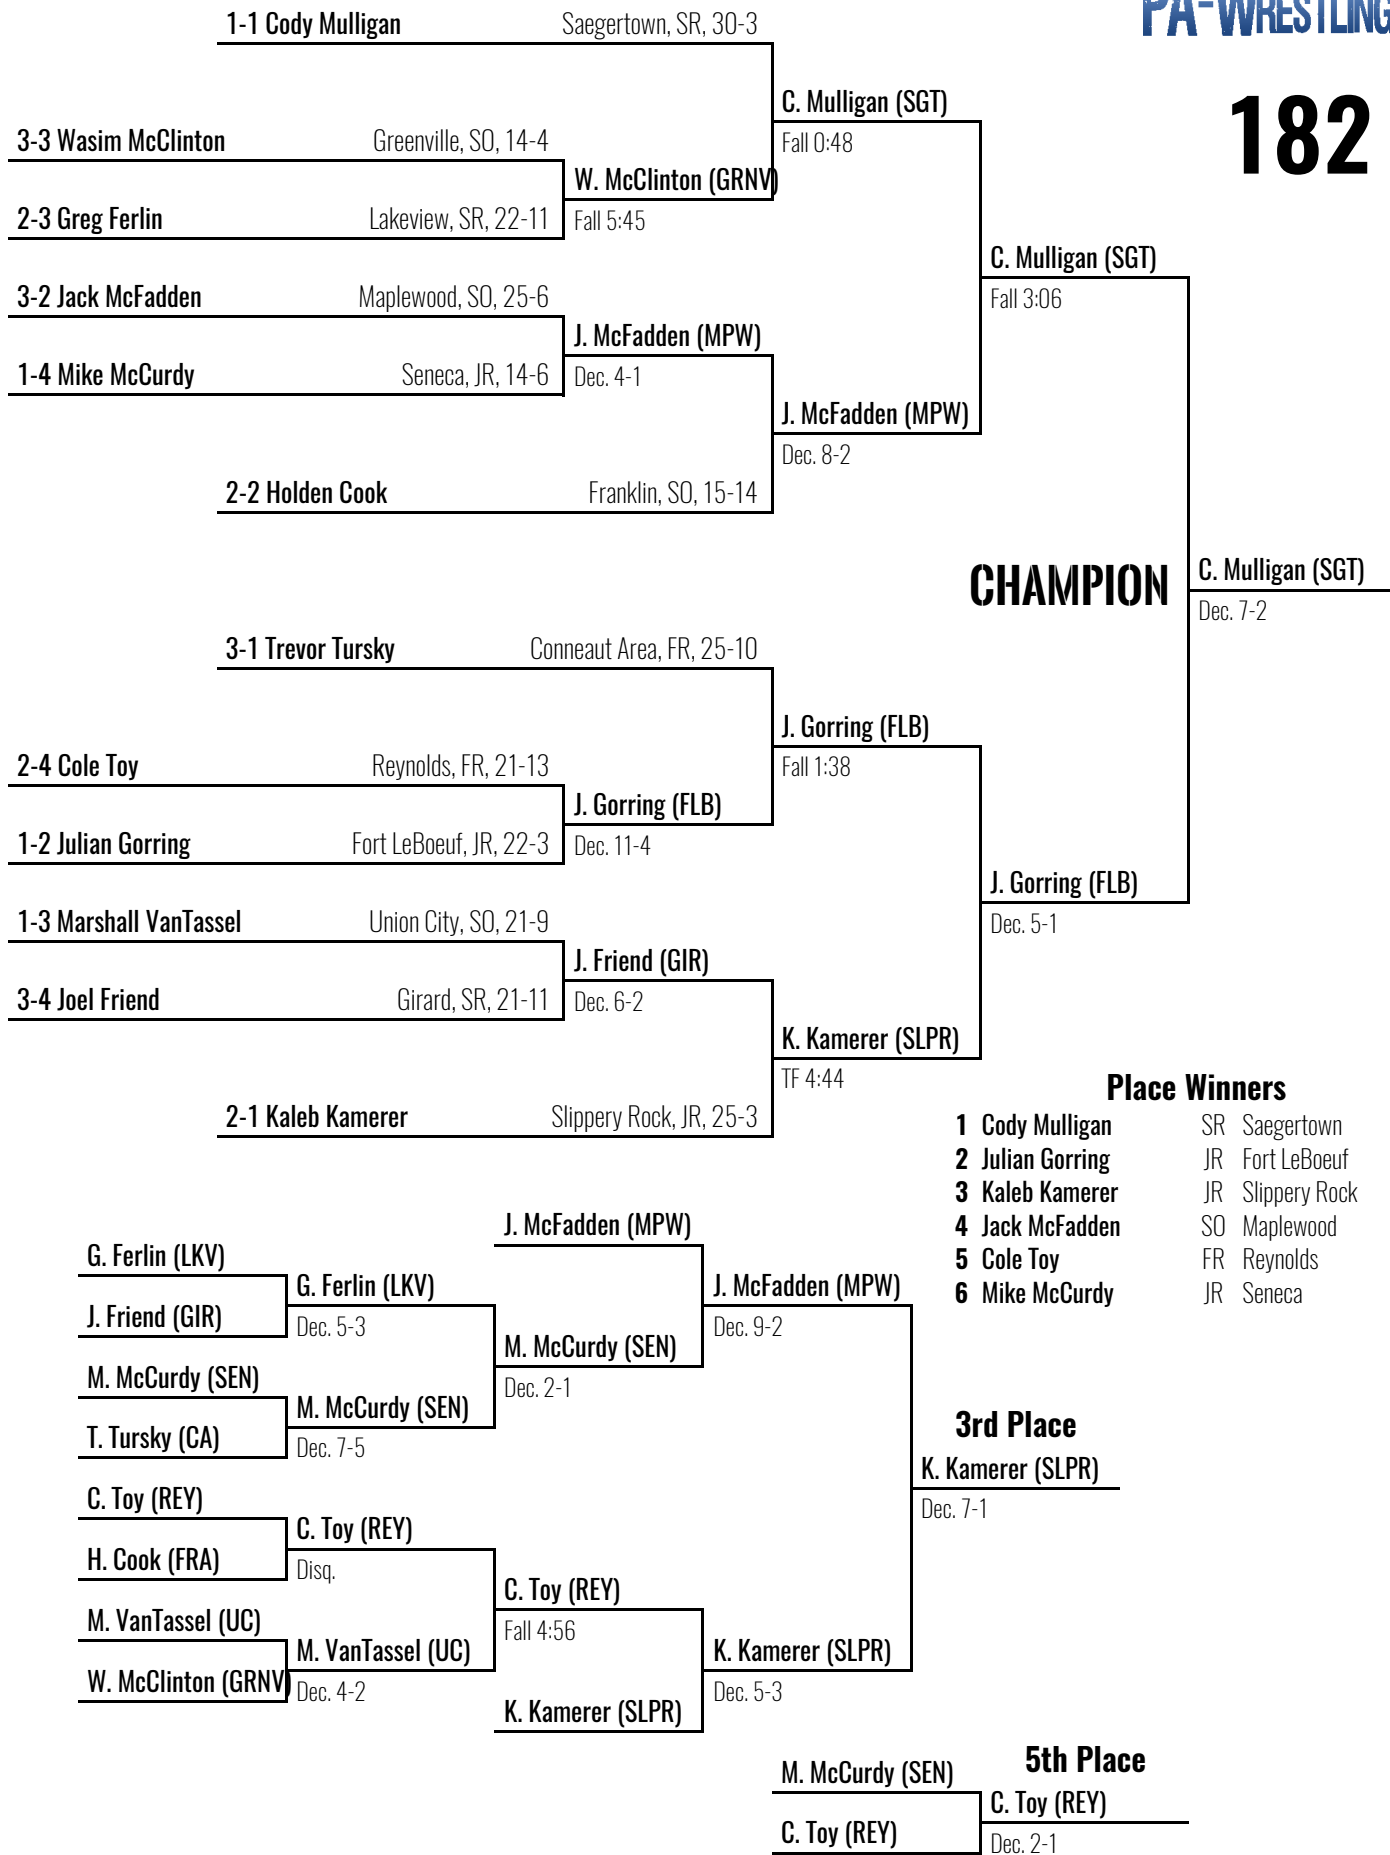 PA-WRESTLING
182
1-1 Cody Mulligan Saegertown, SR, 30-3
C. Mulligan (SGT)
Fall 0:48
3-3 Wasim McClinton Greenville, SO, 14-4
W. McClinton (GRNV)
2-3 Greg Ferlin Lakeview, SR, 22-11
Fall 5:45
C. Mulligan (SGT)
Fall 3:06
3-2 Jack McFadden Maplewood, SO, 25-6
J. McFadden (MPW)
1-4 Mike McCurdy Seneca, JR, 14-6
Dec. 4-1
J. McFadden (MPW)
Dec. 8-2
2-2 Holden Cook Franklin, SO, 15-14
CHAMPION
C. Mulligan (SGT)
Dec. 7-2
3-1 Trevor Tursky Conneaut Area, FR, 25-10
J. Gorring (FLB)
Fall 1:38
2-4 Cole Toy Reynolds, FR, 21-13
J. Gorring (FLB)
1-2 Julian Gorring Fort LeBoeuf, JR, 22-3
Dec. 11-4
J. Gorring (FLB)
Dec. 5-1
1-3 Marshall VanTassel Union City, SO, 21-9
J. Friend (GIR)
3-4 Joel Friend Girard, SR, 21-11
Dec. 6-2
K. Kamerer (SLPR)
TF 4:44
2-1 Kaleb Kamerer Slippery Rock, JR, 25-3
Place Winners
1 Cody Mulligan SR Saegertown
2 Julian Gorring JR Fort LeBoeuf
3 Kaleb Kamerer JR Slippery Rock
4 Jack McFadden SO Maplewood
5 Cole Toy FR Reynolds
6 Mike McCurdy JR Seneca
J. McFadden (MPW)
G. Ferlin (LKV)
G. Ferlin (LKV)
J. McFadden (MPW)
J. Friend (GIR)
Dec. 5-3
Dec. 9-2
M. McCurdy (SEN)
M. McCurdy (SEN)
Dec. 2-1
M. McCurdy (SEN)
T. Tursky (CA)
Dec. 7-5
3rd Place
K. Kamerer (SLPR)
Dec. 7-1
C. Toy (REY)
C. Toy (REY)
H. Cook (FRA)
Disq.
C. Toy (REY)
Fall 4:56
M. VanTassel (UC)
M. VanTassel (UC)
K. Kamerer (SLPR)
W. McClinton (GRNV)
Dec. 4-2
Dec. 5-3
K. Kamerer (SLPR)
5th Place
M. McCurdy (SEN)
C. Toy (REY)
C. Toy (REY)
Dec. 2-1